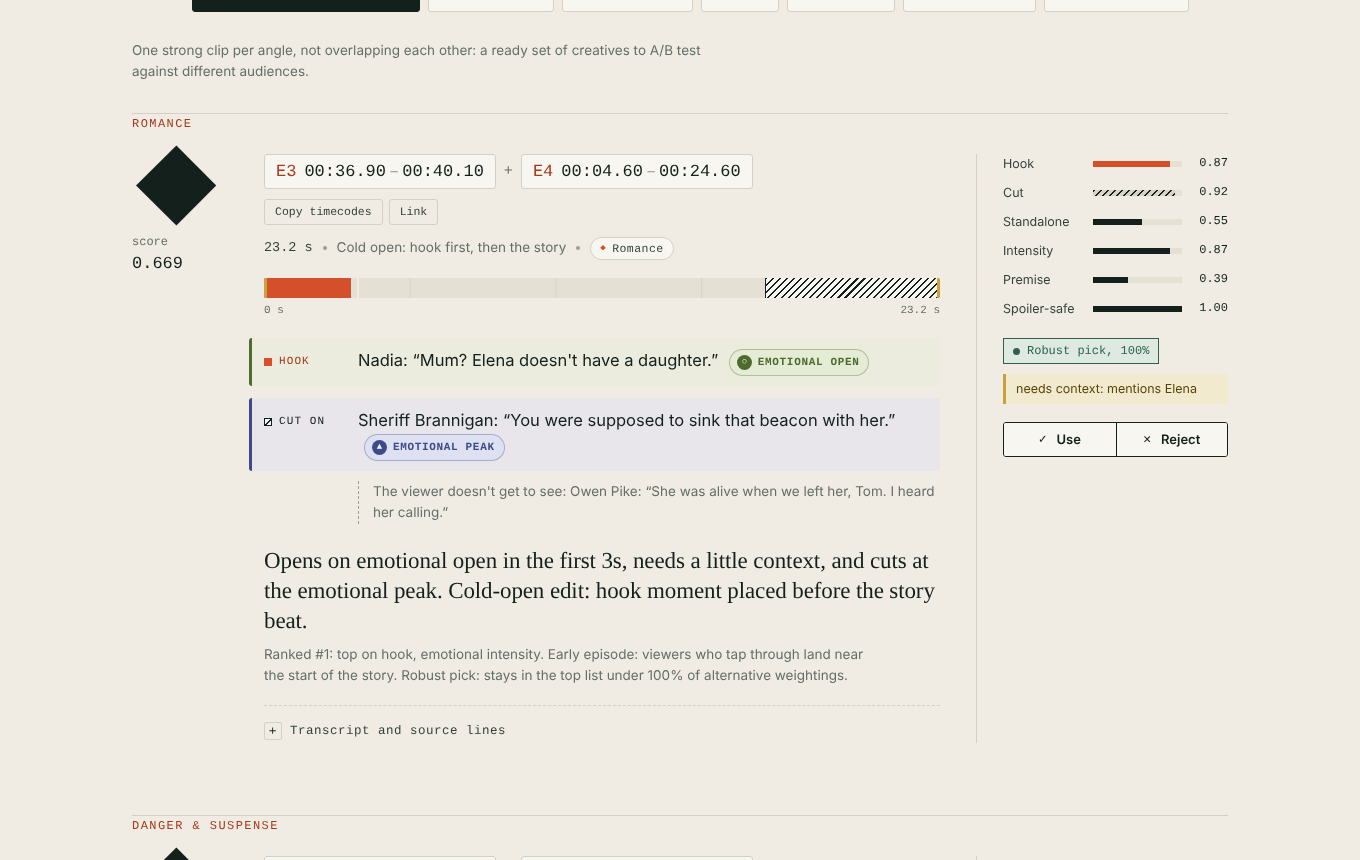 One strong clip per angle, not overlapping each other: a ready set of creatives to A/B test
against different audiences.
ROMANCE
score
0.669
E3 00:36.90–00:40.10 + E4 00:04.60–00:24.60
Copy timecodes Link
23.2 s • Cold open: hook first, then the story • Romance
0 s 23.2 s
HOOK Nadia: “Mum? Elena doesn't have a daughter.” EMOTIONAL OPEN
CUT ON Sheriff Brannigan: “You were supposed to sink that beacon with her.”
EMOTIONAL PEAK
The viewer doesn't get to see: Owen Pike: “She was alive when we left her, Tom. I heard
her calling.”
Opens on emotional open in the first 3s, needs a little context, and cuts at
the emotional peak. Cold-open edit: hook moment placed before the story
beat.
Ranked #1: top on hook, emotional intensity. Early episode: viewers who tap through land near
the start of the story. Robust pick: stays in the top list under 100% of alternative weightings.
+ Transcript and source lines
Hook 0.87
Cut 0.92
Standalone 0.55
Intensity 0.87
Premise 0.39
Spoiler-safe 1.00
Robust pick, 100%
needs context: mentions Elena
✓ Use × Reject
DANGER & SUSPENSE